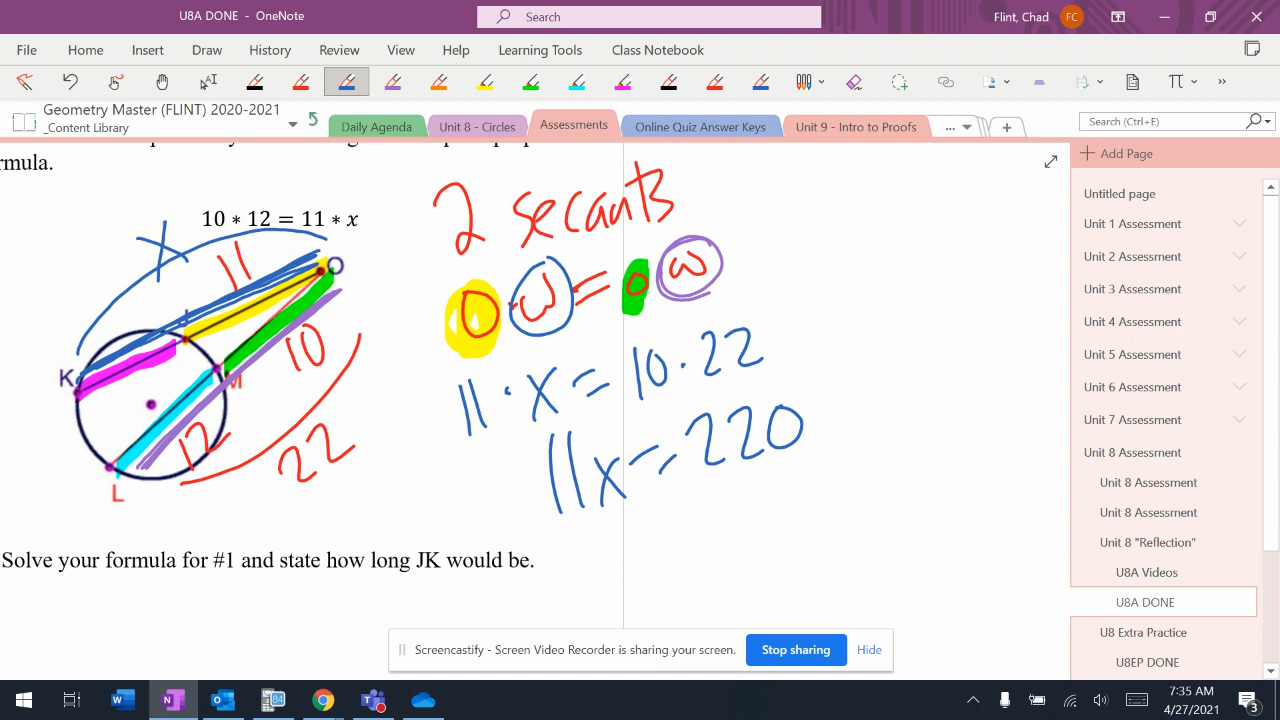 U8A DONE - OneNote
Search
Flint, Chad
FC
File Home Insert Draw History Review View Help Learning Tools Class Notebook
Geometry Master (FLINT) 2020-2021
_Content Library
Daily Agenda
Unit 8 - Circles
Assessments
Online Quiz Answer Keys
Unit 9 - Intro to Proofs
...
Search (Ctrl+E)
Add Page
rmula.
10 * 12 = 11 * x
2 secants
O · W = O W
11 · x = 10 · 22
11x = 220
x
11
O
J
K
10
M
12
22
L
Solve your formula for #1 and state how long JK would be.
Untitled page
Unit 1 Assessment
Unit 2 Assessment
Unit 3 Assessment
Unit 4 Assessment
Unit 5 Assessment
Unit 6 Assessment
Unit 7 Assessment
Unit 8 Assessment
Unit 8 Assessment
Unit 8 Assessment
Unit 8 "Reflection"
U8A Videos
U8A DONE
U8 Extra Practice
U8EP DONE
Screencastify - Screen Video Recorder is sharing your screen.
Stop sharing
Hide
7:35 AM
4/27/2021
3